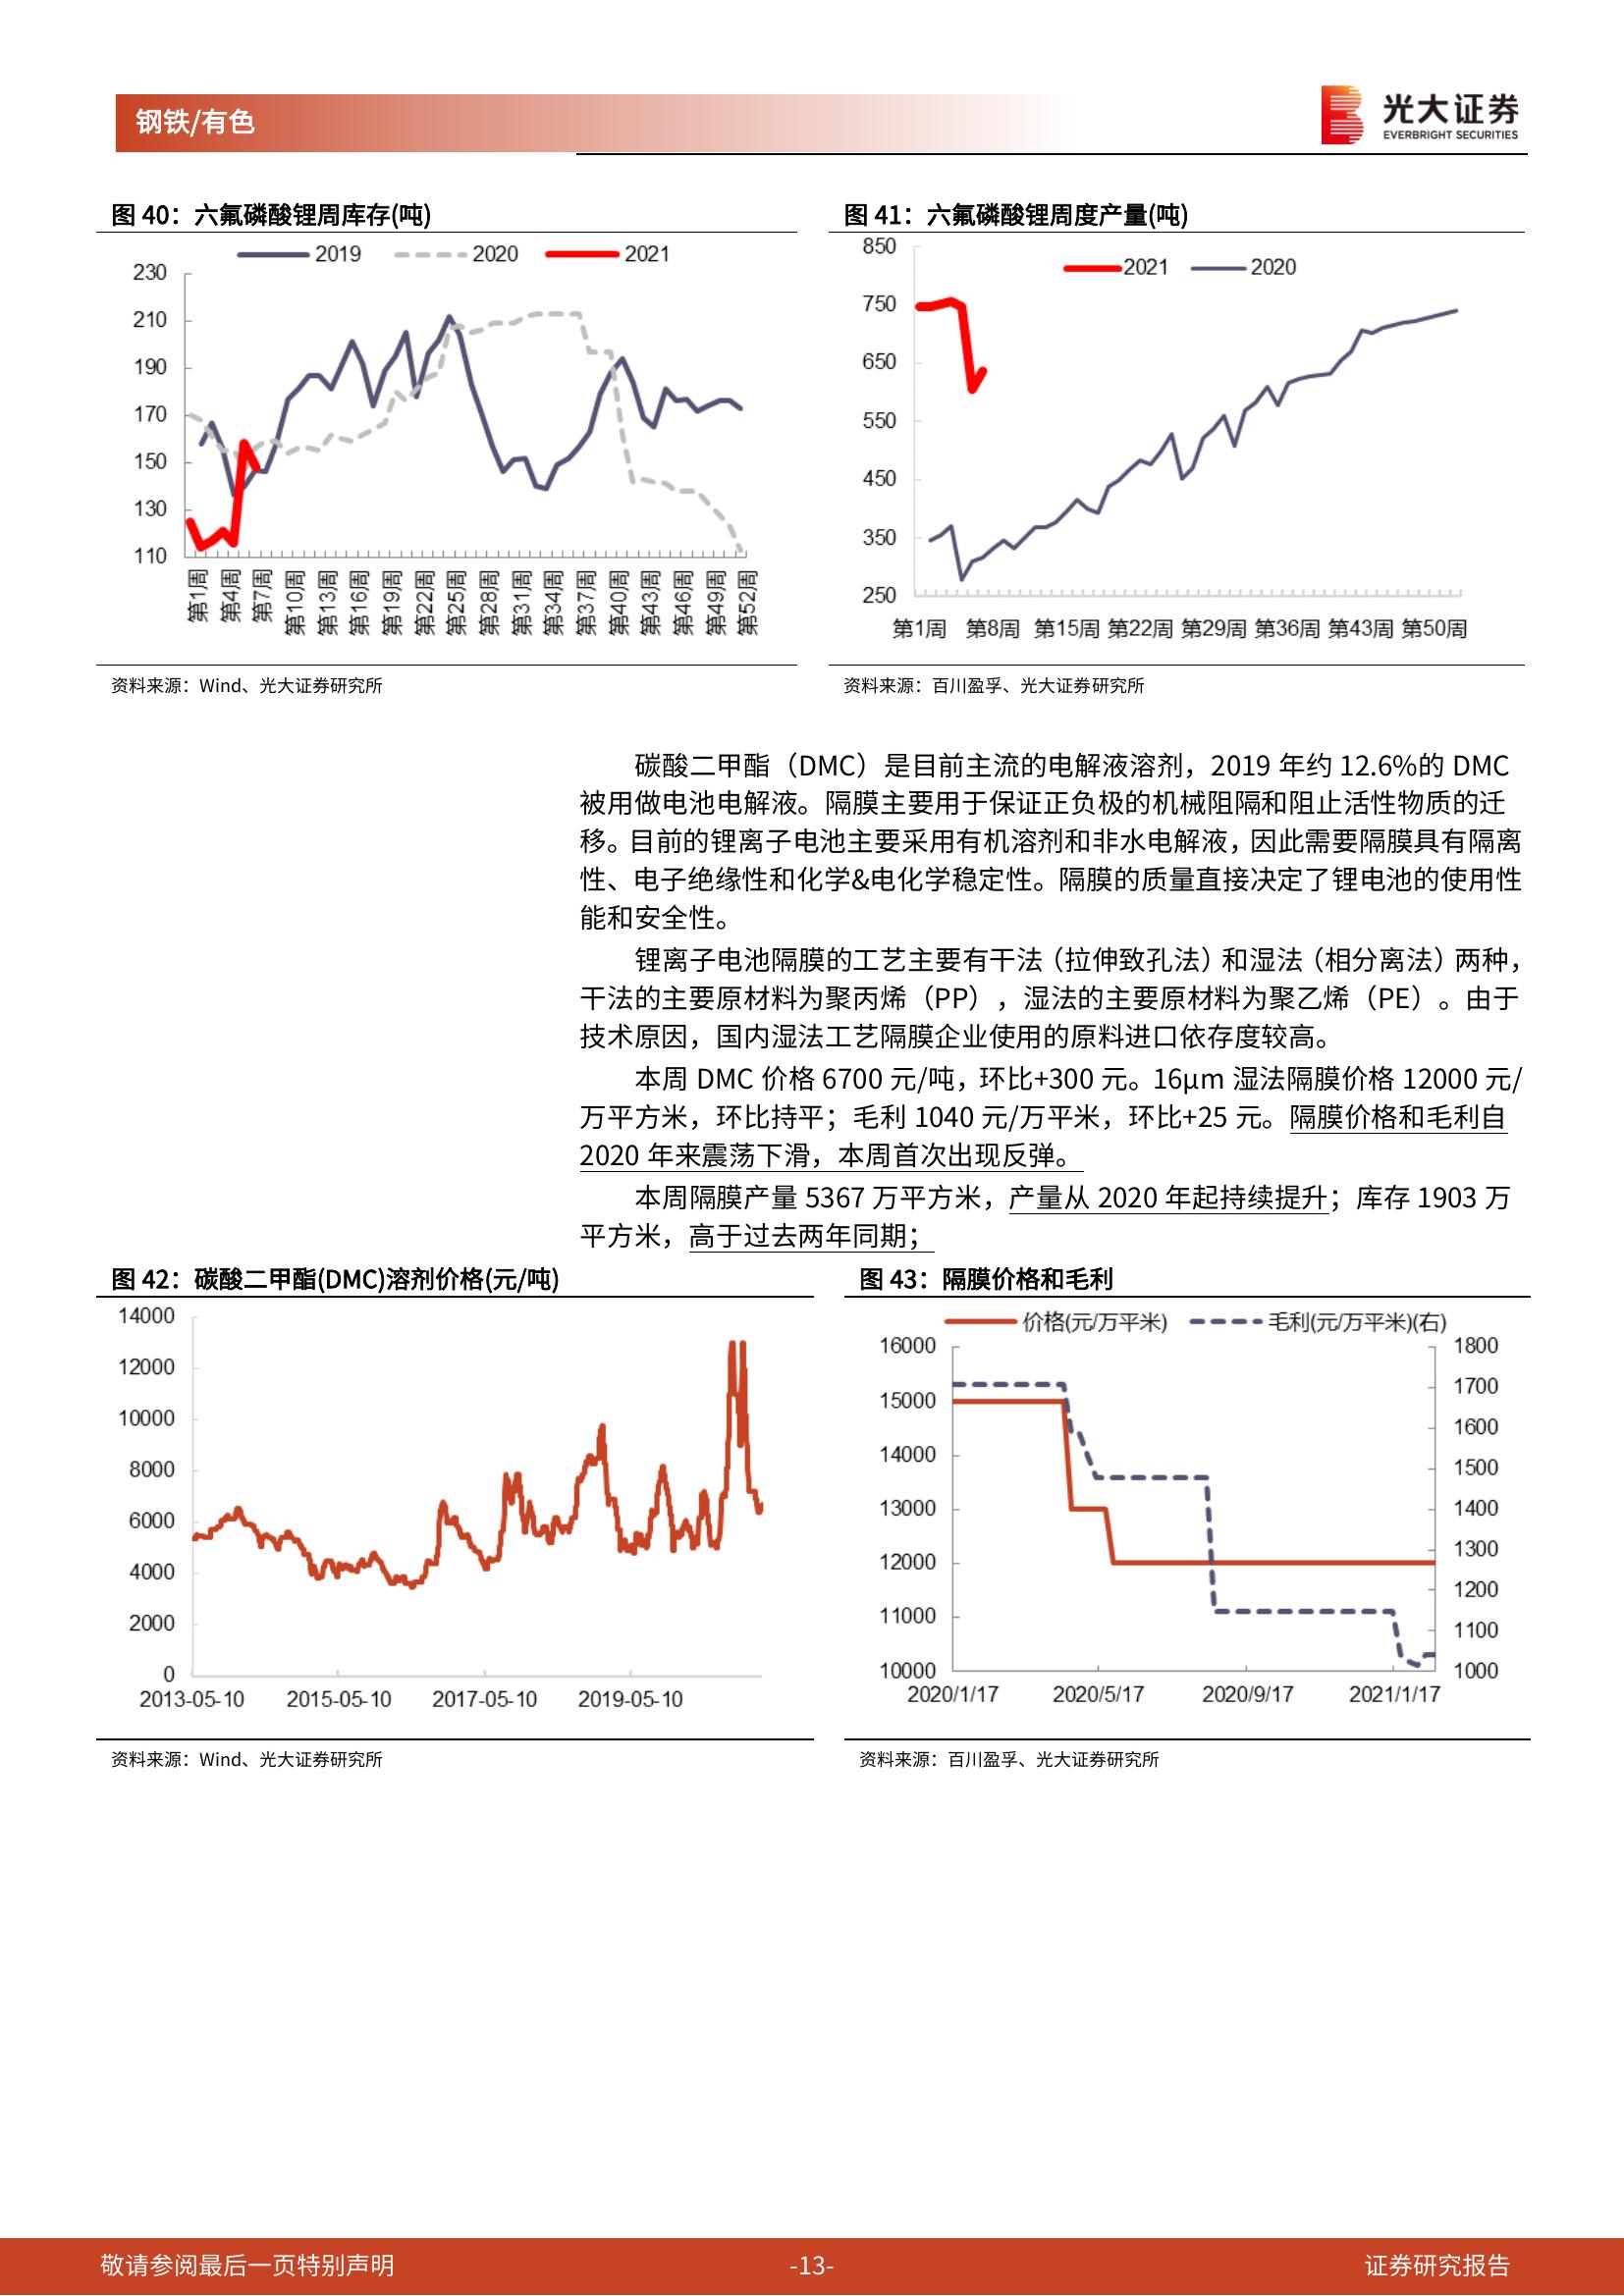 钢铁/有色
光大证券
EVERBRIGHT SECURITIES
图 40：六氟磷酸锂周库存(吨)
2019 2020 2021
230
210
190
170
150
130
110
第1周 第4周 第7周 第10周 第13周 第16周 第19周 第22周 第25周 第28周 第31周 第34周 第37周 第40周 第43周 第46周 第49周 第52周
资料来源：Wind、光大证券研究所
图 41：六氟磷酸锂周度产量(吨)
2021 2020
850
750
650
550
450
350
250
第1周 第8周 第15周 第22周 第29周 第36周 第43周 第50周
资料来源：百川盈孚、光大证券研究所
碳酸二甲酯（DMC）是目前主流的电解液溶剂，2019 年约 12.6%的 DMC
被用做电池电解液。隔膜主要用于保证正负极的机械阻隔和阻止活性物质的迁
移。目前的锂离子电池主要采用有机溶剂和非水电解液，因此需要隔膜具有隔离
性、电子绝缘性和化学&电化学稳定性。隔膜的质量直接决定了锂电池的使用性
能和安全性。
锂离子电池隔膜的工艺主要有干法（拉伸致孔法）和湿法（相分离法）两种，
干法的主要原材料为聚丙烯（PP），湿法的主要原材料为聚乙烯（PE）。由于
技术原因，国内湿法工艺隔膜企业使用的原料进口依存度较高。
本周 DMC 价格 6700 元/吨，环比+300 元。16μm 湿法隔膜价格 12000 元/
万平方米，环比持平；毛利 1040 元/万平米，环比+25 元。隔膜价格和毛利自
2020 年来震荡下滑，本周首次出现反弹。
本周隔膜产量 5367 万平方米，产量从 2020 年起持续提升；库存 1903 万
平方米，高于过去两年同期；
图 42：碳酸二甲酯(DMC)溶剂价格(元/吨)
14000
12000
10000
8000
6000
4000
2000
0
2013-05-10 2015-05-10 2017-05-10 2019-05-10
资料来源：Wind、光大证券研究所
图 43：隔膜价格和毛利
价格(元/万平米) 毛利(元/万平米)(右)
16000
15000
14000
13000
12000
11000
10000
1800
1700
1600
1500
1400
1300
1200
1100
1000
2020/1/17 2020/5/17 2020/9/17 2021/1/17
资料来源：百川盈孚、光大证券研究所
敬请参阅最后一页特别声明 -13- 证券研究报告